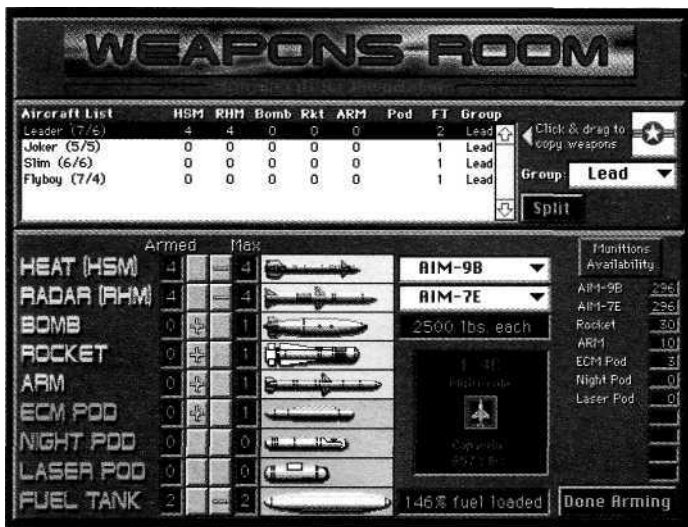 WEAPONS ROOM
Aircraft List HSM RHM Bomb Rkt ARM Pod FT Group
Leader (7/6) 4 4 0 0 0 2 Lead
Joker (5/5) 0 0 0 0 0 1 Lead
Slim (6/6) 0 0 0 0 0 1 Lead
Flyboy (7/4) 0 0 0 0 0 1 Lead
Click & drag to
copy weapons
Group: Lead
Split
Armed Max
HEAT (HSM) 4 - 4 AIM-9B
RADAR (RHM) 4 - 4 AIM-7E
BOMB 0 + 1 2500 lbs. each
ROCKET 0 + 1
ARM 0 + 1
ECM POD 0 + 1
NIGHT POD 0 0
LASER POD 0 0
FUEL TANK 2 - 2 146% fuel loaded
Munitions
Availability
AIM-9B 296
AIM-7E 296
Rocket 30
ARM 10
ECM Pod 3
Night Pod 0
Laser Pod 0
Done Arming